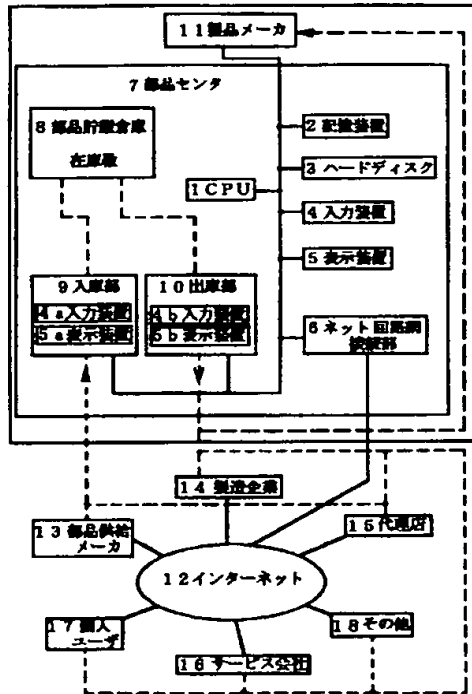 11製品メーカ
7部品センタ
8部品貯蔵倉庫
在庫数
2記憶装置
3ハードディスク
1CPU
4入力装置
5表示装置
9入庫部
4a入力装置
5a表示装置
10出庫部
4b入力装置
5b表示装置
6ネット回路網
接続部
14製造企業
13部品供給
メーカ
15代理店
12インターネット
17個人
ユーザ
18その他
16サービス会社